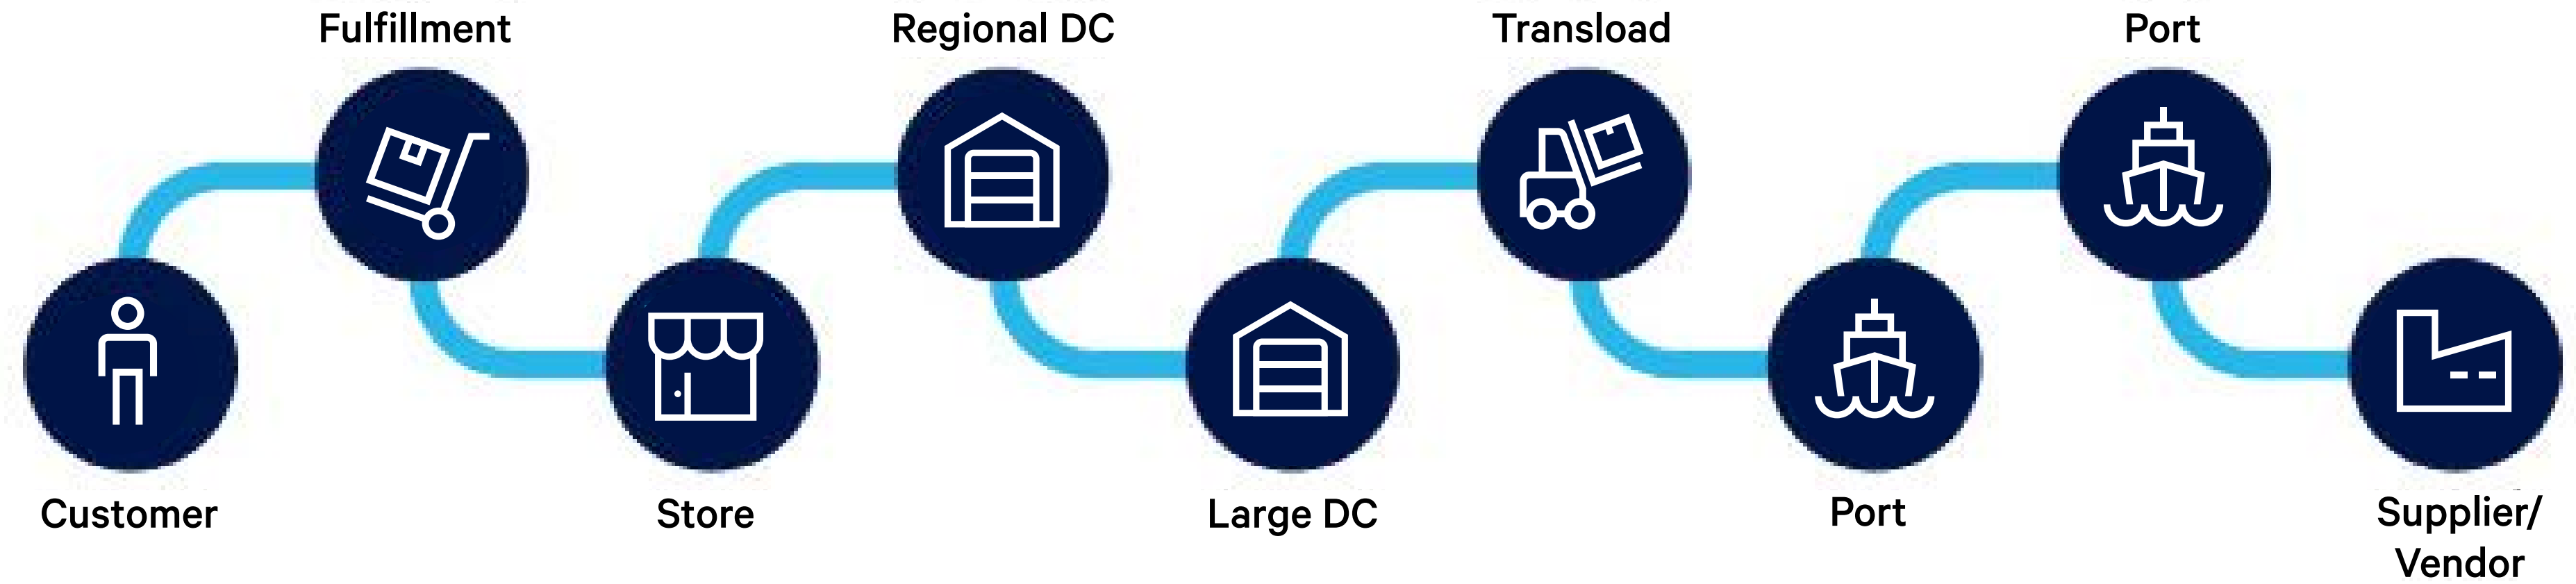 Fulfillment
Regional DC
Transload
Port
Customer
Store
Large DC
Port
Supplier/
Vendor